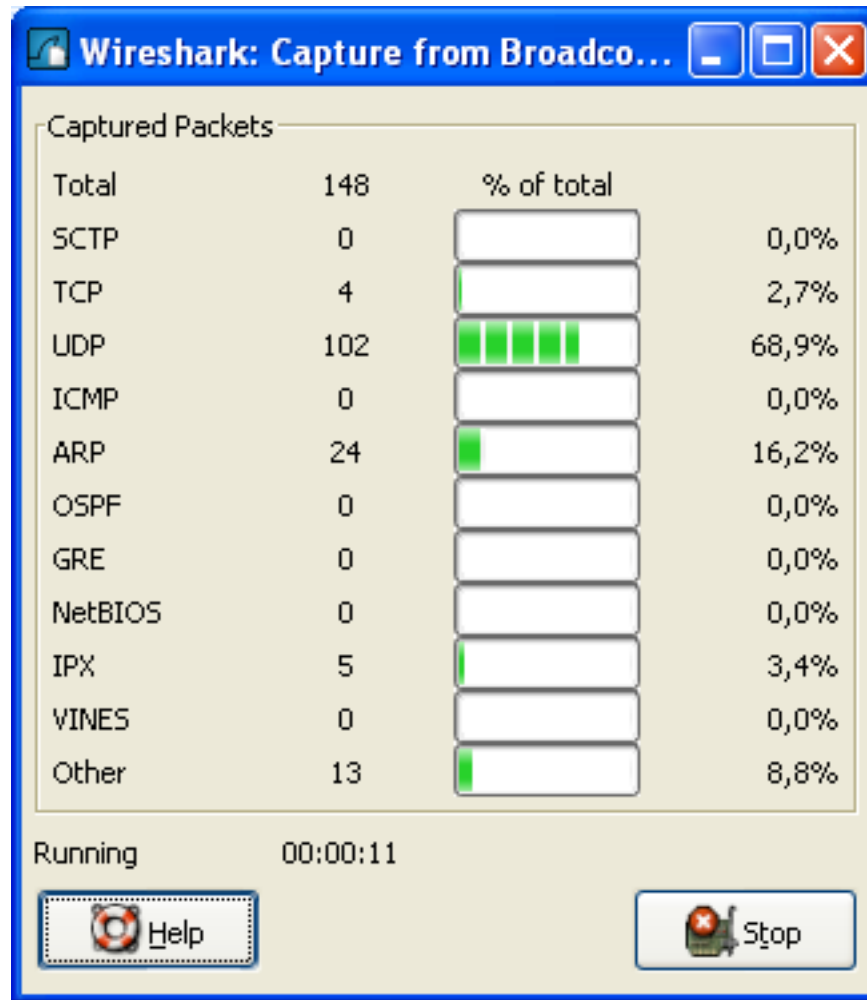 Wireshark: Capture from Broadco...
Captured Packets
Total 148 % of total
SCTP 0 0,0%
TCP 4 2,7%
UDP 102 68,9%
ICMP 0 0,0%
ARP 24 16,2%
OSPF 0 0,0%
GRE 0 0,0%
NetBIOS 0 0,0%
IPX 5 3,4%
VINES 0 0,0%
Other 13 8,8%
Running 00:00:11
Help Stop